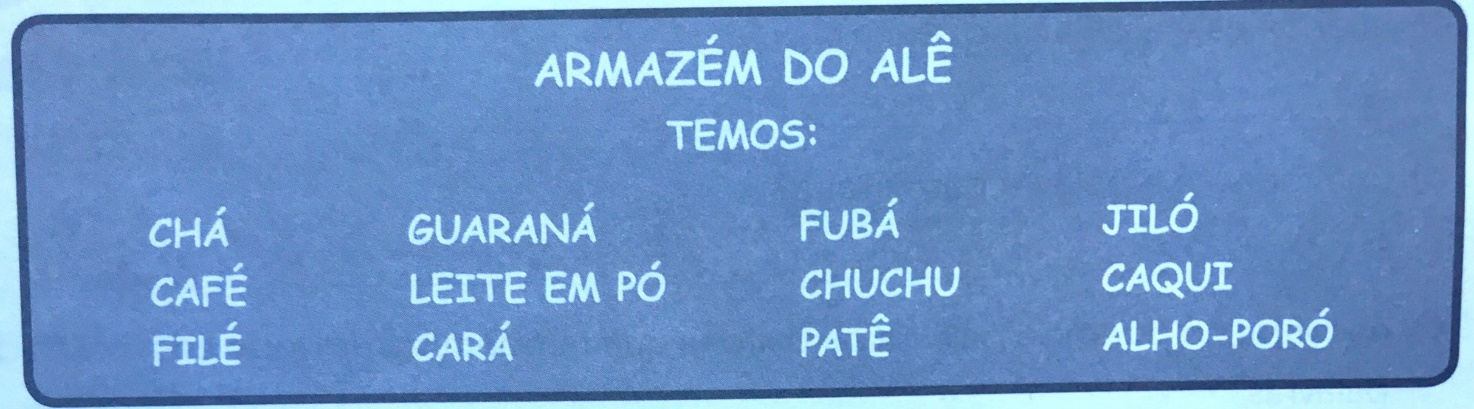 ARMAZÉM DO ALÊ
TEMOS:
CHÁ GUARANÁ FUBÁ JILÓ
CAFÉ LEITE EM PÓ CHUCHU CAQUI
FILÉ CARÁ PATÊ ALHO-PORÓ